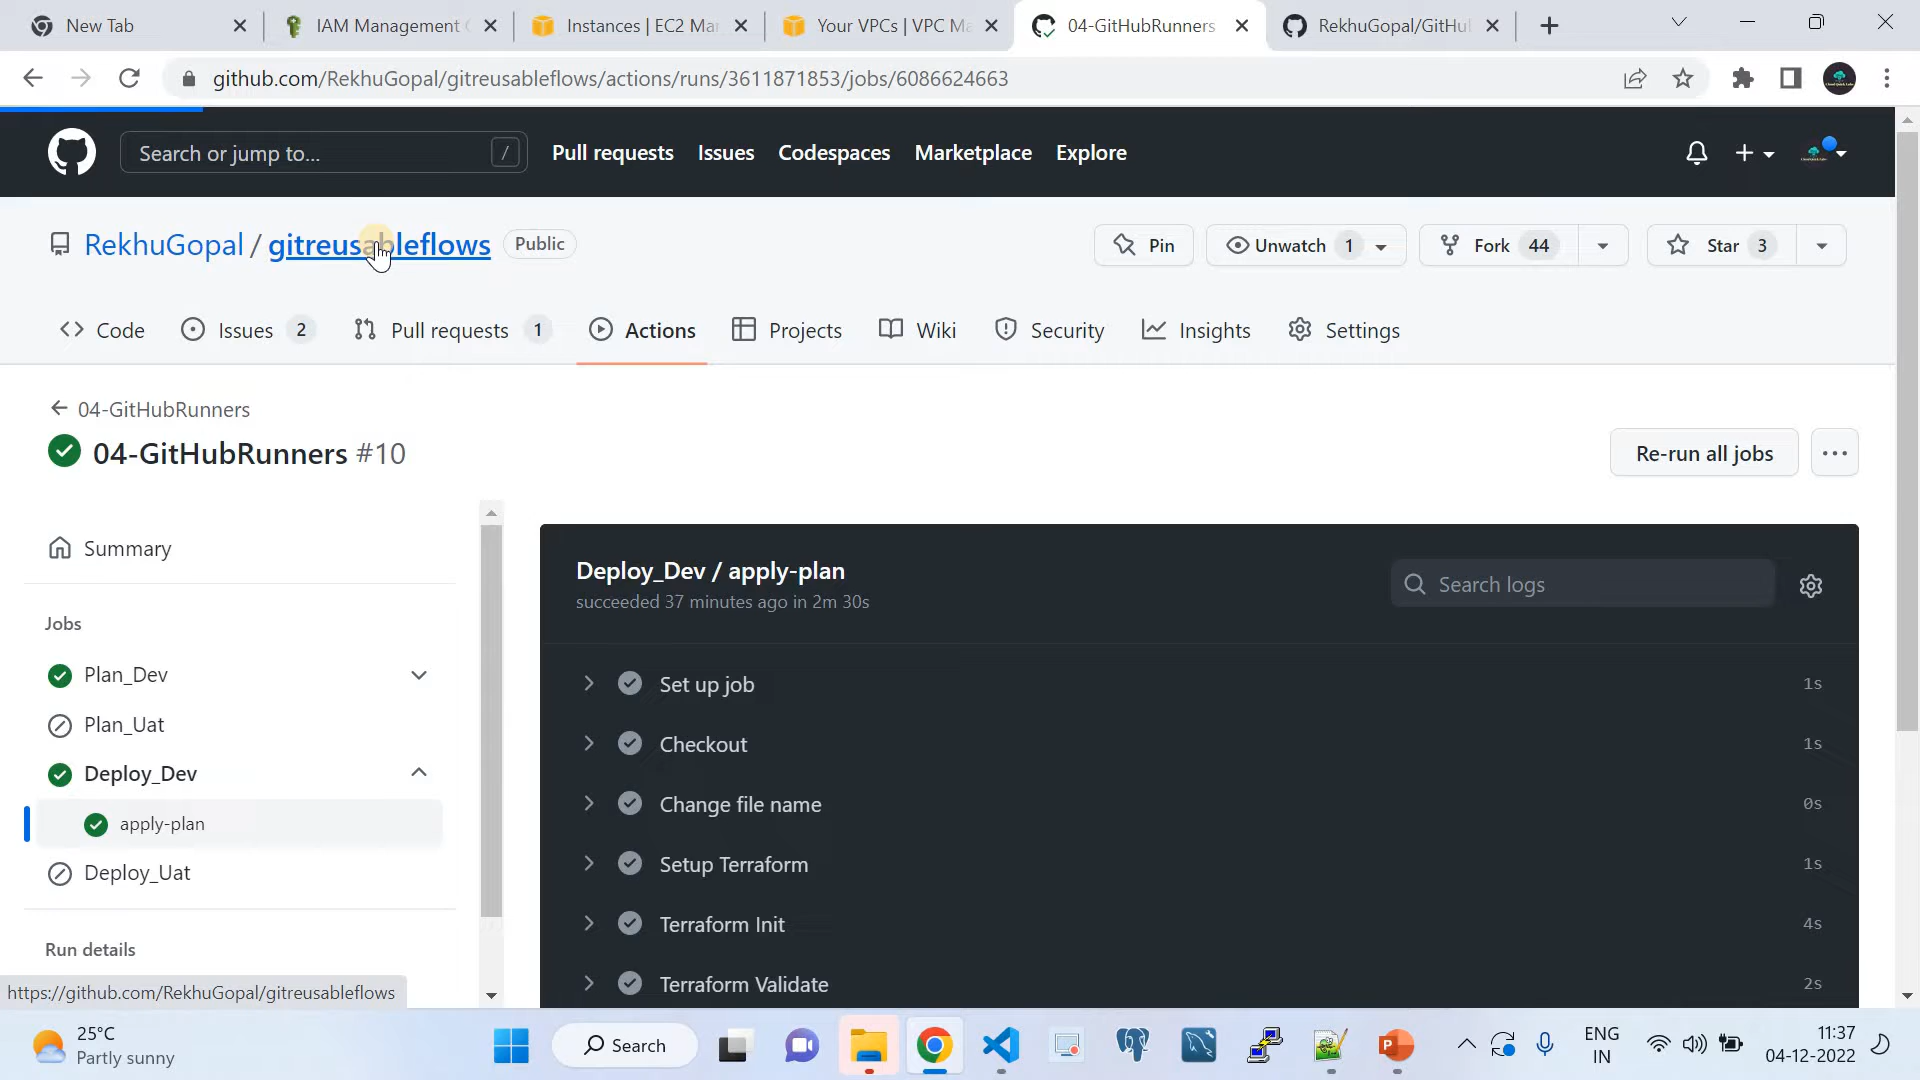 New Tab
IAM Management
Instances | EC2 Ma
Your VPCs | VPC M
04-GitHubRunners
RekhuGopal/GitHu
github.com/RekhuGopal/gitreusableflows/actions/runs/3611871853/jobs/6086624663
Search or jump to... /
Pull requests
Issues
Codespaces
Marketplace
Explore
RekhuGopal / gitreusableflows Public
Pin
Unwatch 1
Fork 44
Star 3
Code
Issues 2
Pull requests 1
Actions
Projects
Wiki
Security
Insights
Settings
04-GitHubRunners
04-GitHubRunners #10
Re-run all jobs
Summary
Jobs
Plan_Dev
Plan_Uat
Deploy_Dev
apply-plan
Deploy_Uat
Run details
Deploy_Dev / apply-plan
succeeded 37 minutes ago in 2m 30s
Search logs
Set up job 1s
Checkout 1s
Change file name 0s
Setup Terraform 1s
Terraform Init 4s
Terraform Validate 2s
https://github.com/RekhuGopal/gitreusableflows
25°C
Partly sunny
Search
ENG
IN
11:37
04-12-2022